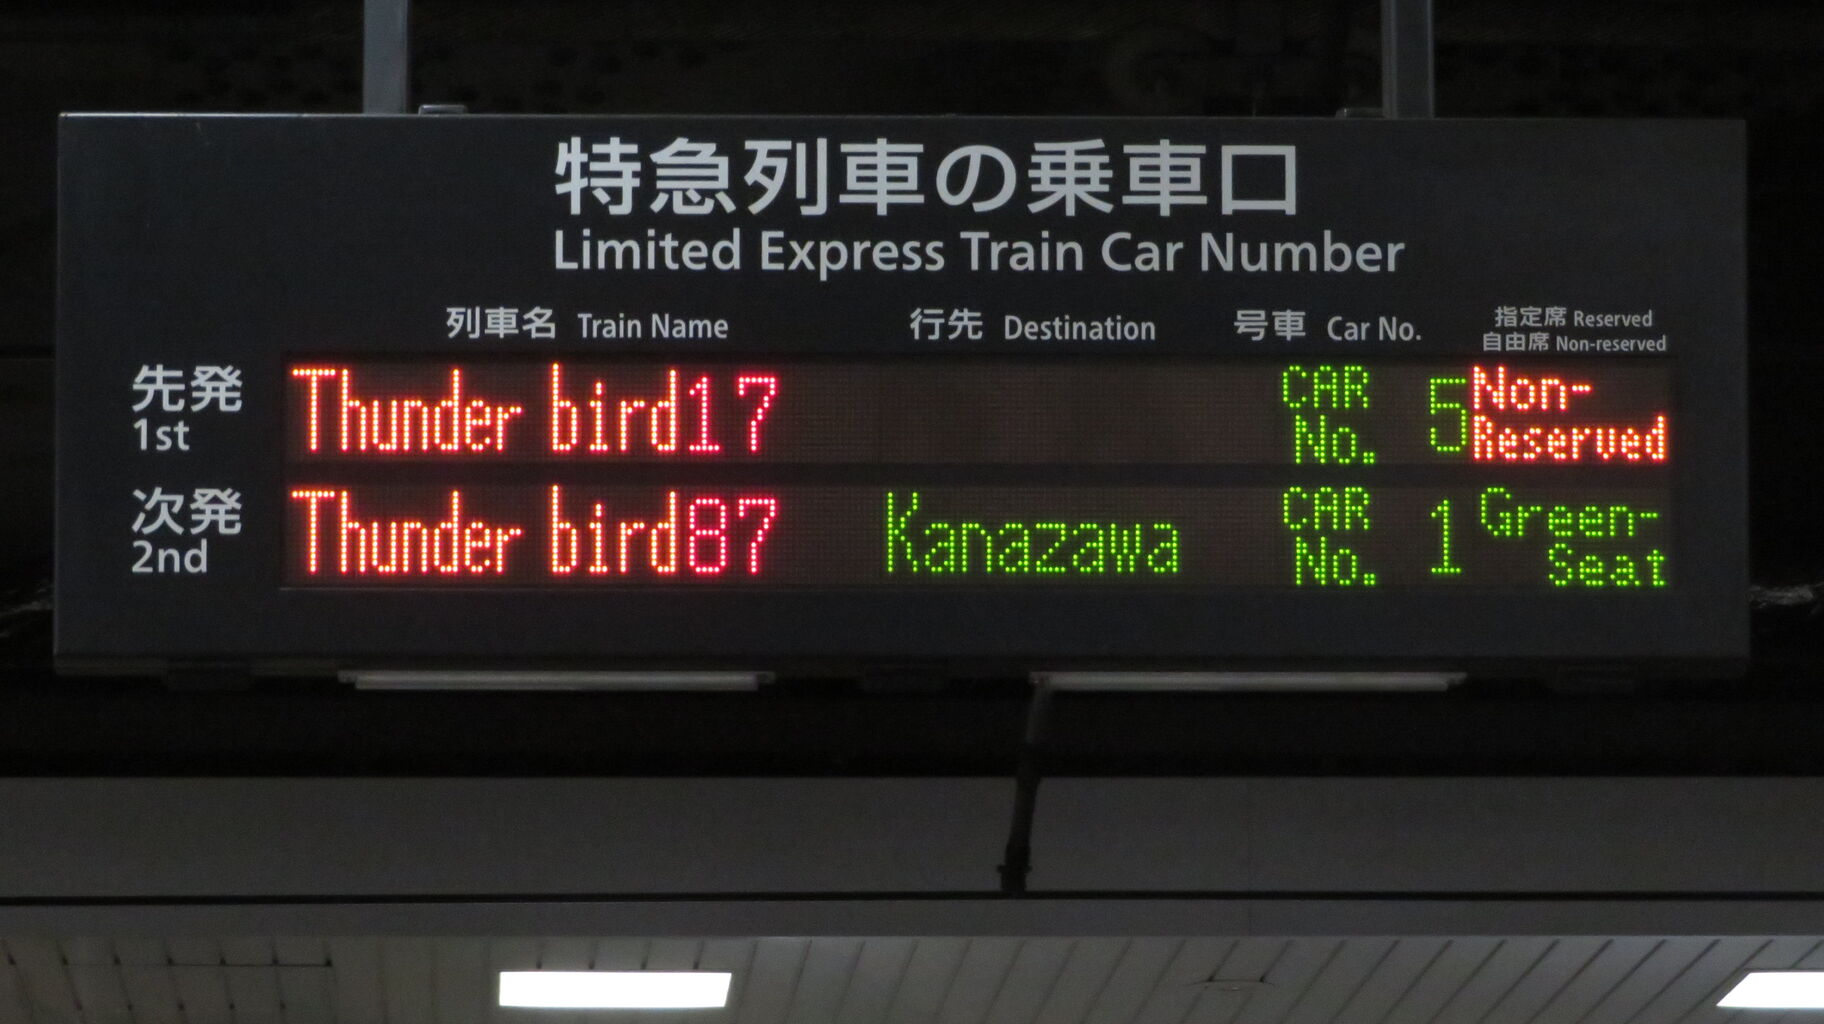 特急列車の乗車口
Limited Express Train Car Number
列車名 Train Name 行先 Destination 号車 Car No. 指定席 Reserved
自由席 Non-reserved
先発 Thunder bird17 CAR No. 5 Non-Reserved
1st
次発 Thunder bird87 Kanazawa CAR No. 1 Green-Seat
2nd